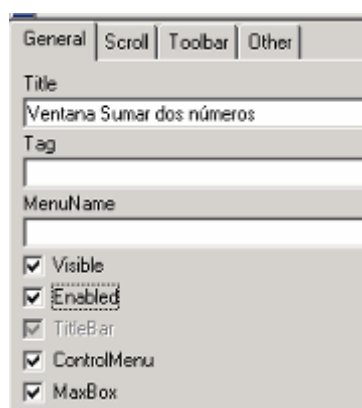 General Scroll Toolbar Other
Title
Ventana Sumar dos números
Tag
MenuName
Visible
Enabled
TitleBar
ControlMenu
MaxBox